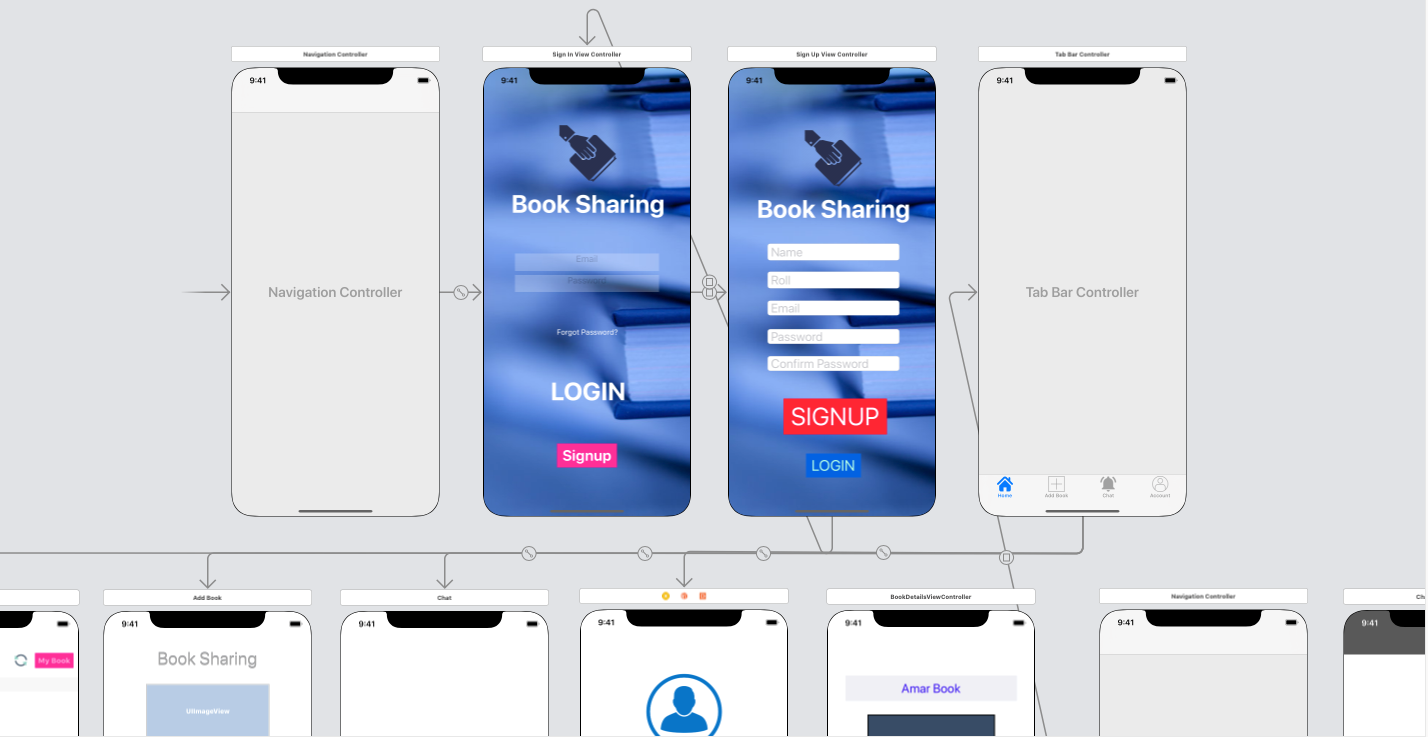 Navigation Controller
Sign In View Controller
Sign Up View Controller
Tab Bar Controller
9:41
9:41
9:41
9:41
Book Sharing
Book Sharing
Name
Email
Roll
Password
Navigation Controller
Tab Bar Controller
Email
Forgot Password?
Password
Confirm Password
LOGIN
SIGNUP
Signup
LOGIN
Home
Add Book
Chat
Account
Add Book
Chat
BookDetailsViewController
Navigation Controller
Ch
9:41
9:41
9:41
9:41
9:41
9:41
My Book
Book Sharing
Amar Book
UIImageView